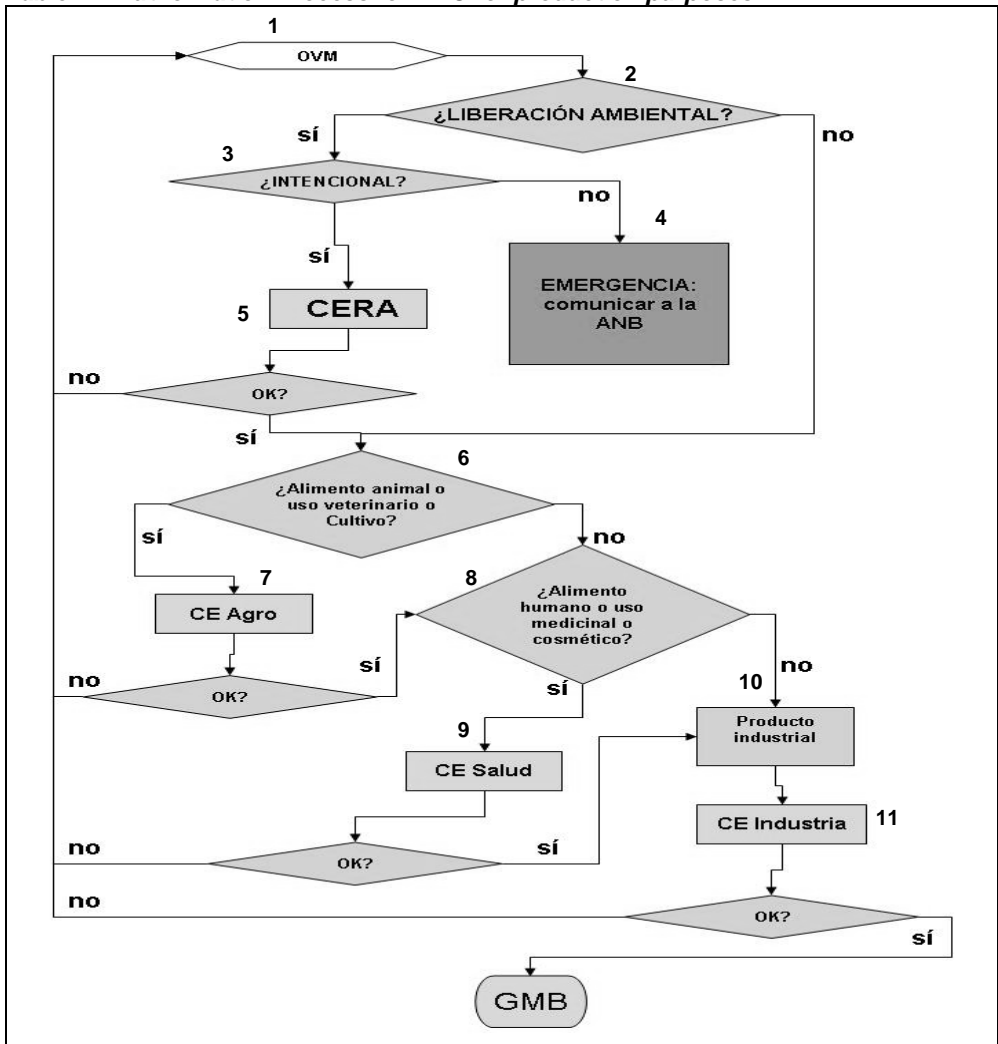 1
OVM
2
¿LIBERACIÓN AMBIENTAL?
sí
no
3
¿INTENCIONAL?
no
4
sí
EMERGENCIA:
comunicar a la
ANB
5
CERA
no
OK?
sí
6
¿Alimento animal o
uso veterinario o
Cultivo?
sí
no
7
8
CE Agro
¿Alimento
humano o uso
medicinal o
cosmético?
no
OK?
sí
sí
no
10
9
Producto
industrial
CE Salud
CE Industria
11
no
OK?
sí
no
OK?
sí
GMB